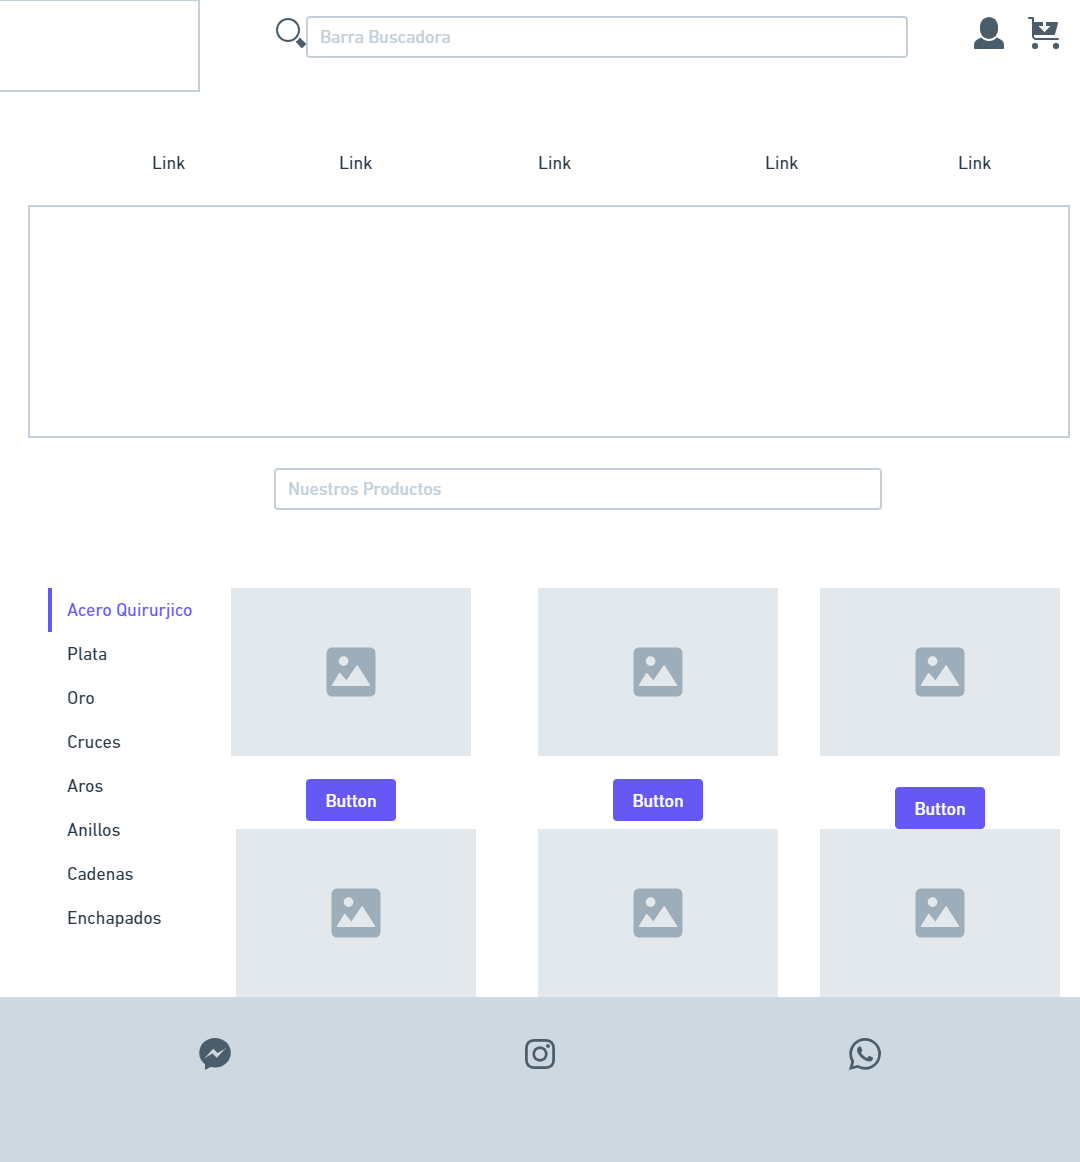 Barra Buscadora
Link
Link
Link
Link
Link
Nuestros Productos
Acero Quirurjico
Plata
Oro
Cruces
Aros
Anillos
Cadenas
Enchapados
Button
Button
Button